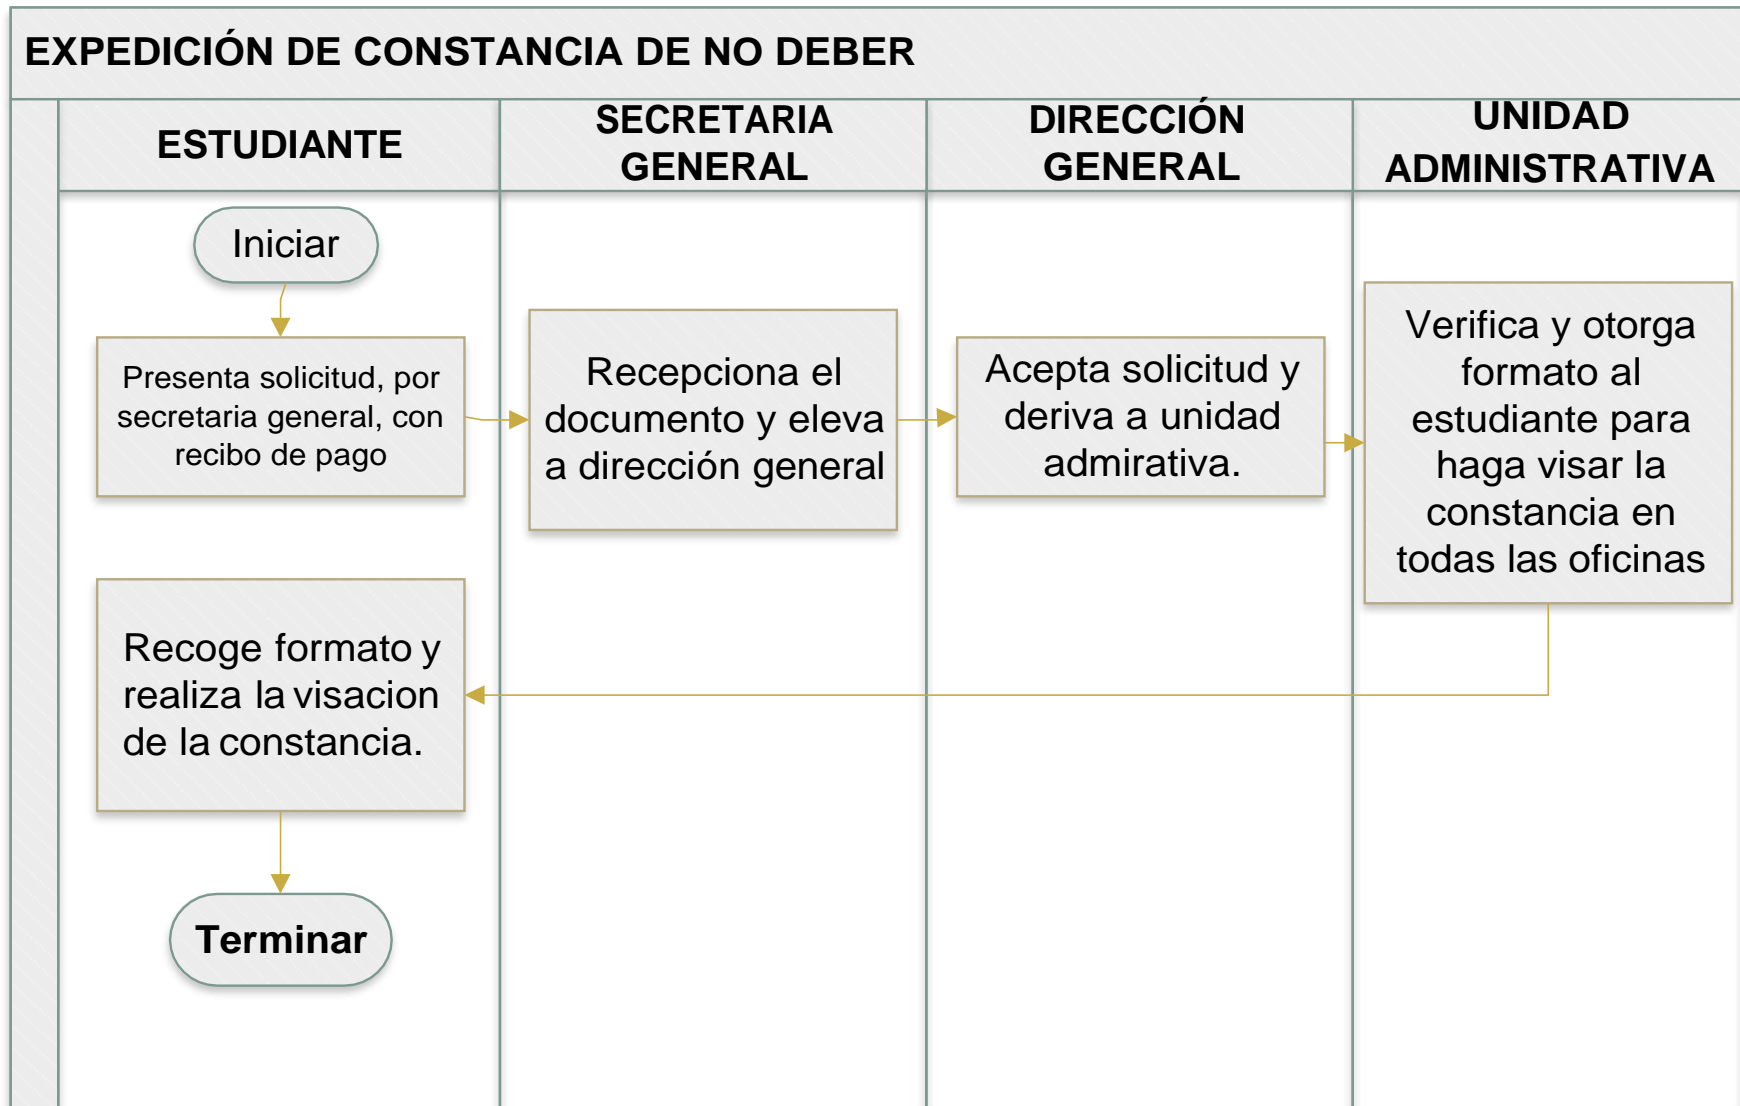 EXPEDICIÓN DE CONSTANCIA DE NO DEBER
ESTUDIANTE
SECRETARIA
GENERAL
DIRECCIÓN
GENERAL
UNIDAD
ADMINISTRATIVA
Iniciar
Presenta solicitud, por
secretaria general, con
recibo de pago
Recepciona el
documento y eleva
a dirección general
Acepta solicitud y
deriva a unidad
admirativa.
Verifica y otorga
formato al
estudiante para
haga visar la
constancia en
todas las oficinas
Recoge formato y
realiza la visacion
de la constancia.
Terminar